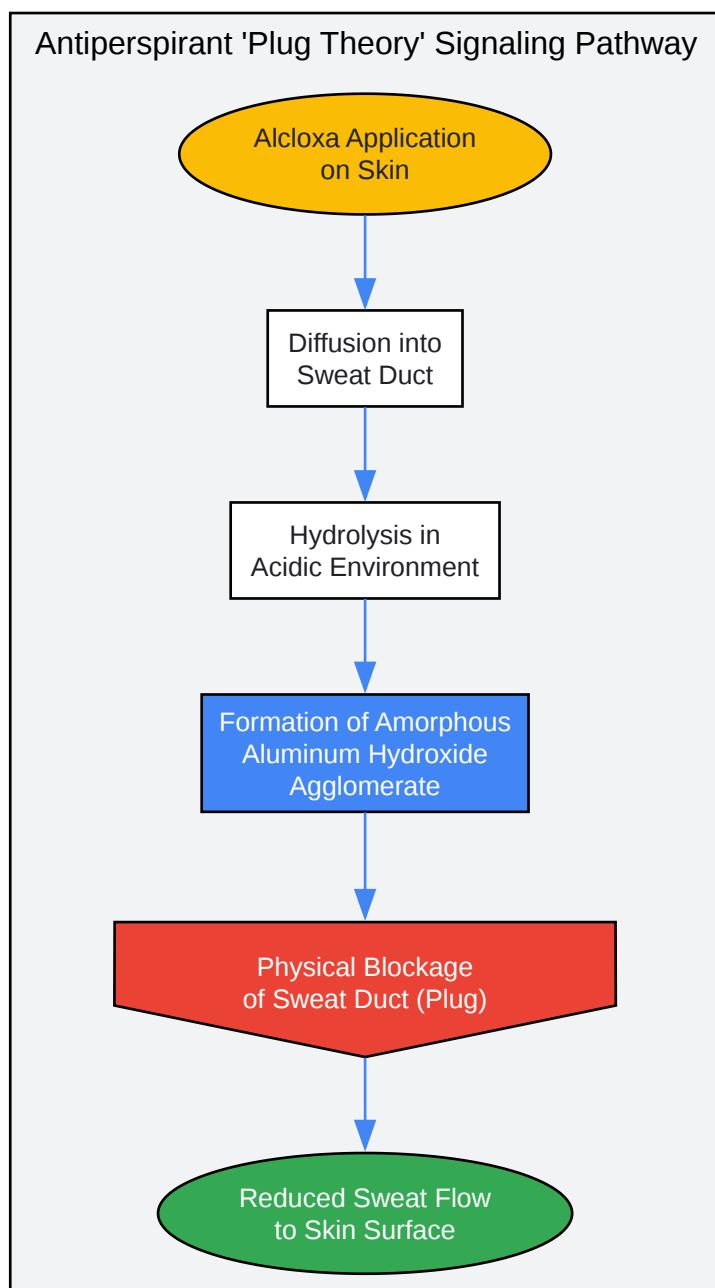 Antiperspirant 'Plug Theory' Signaling Pathway
Alcloxa Application
on Skin
Diffusion into
Sweat Duct
Hydrolysis in
Acidic Environment
Formation of Amorphous
Aluminum Hydroxide
Agglomerate
Physical Blockage
of Sweat Duct (Plug)
Reduced Sweat Flow
to Skin Surface